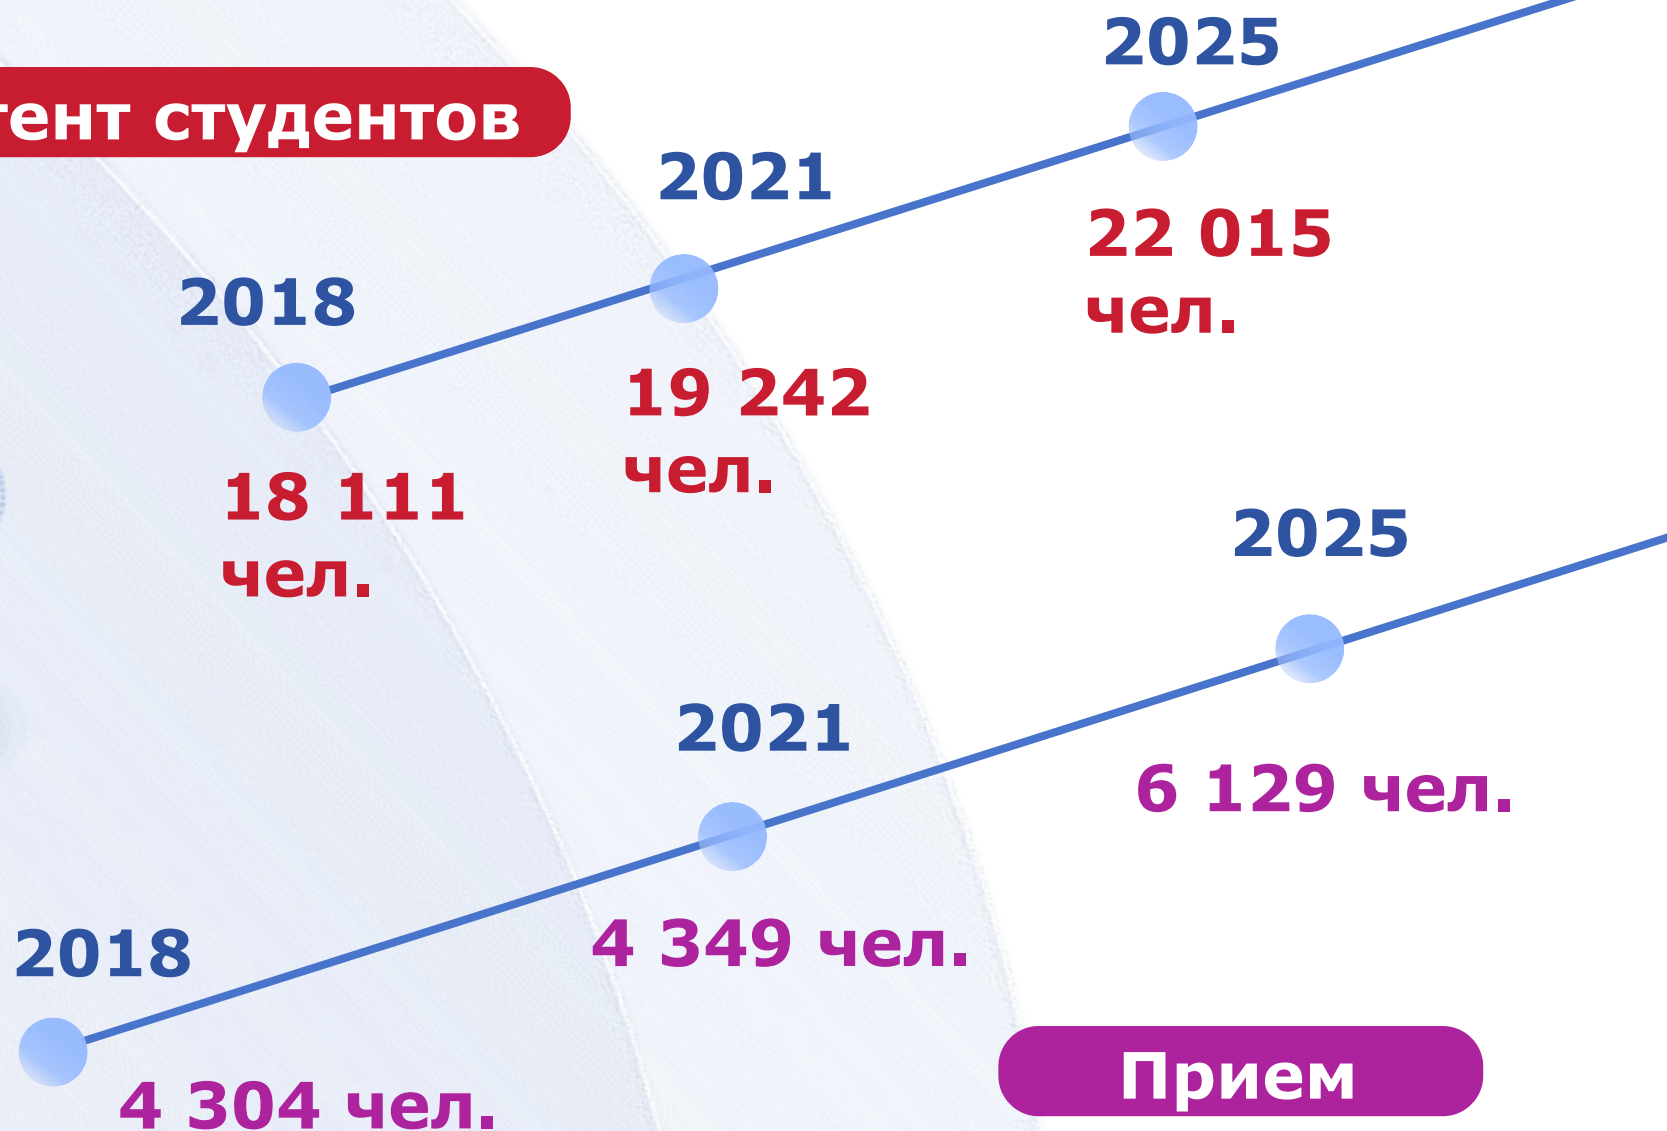 тент студентов
2018
18 111
чел.
2021
19 242
чел.
2025
22 015
чел.
2018
4 304 чел.
2021
4 349 чел.
2025
6 129 чел.
Прием